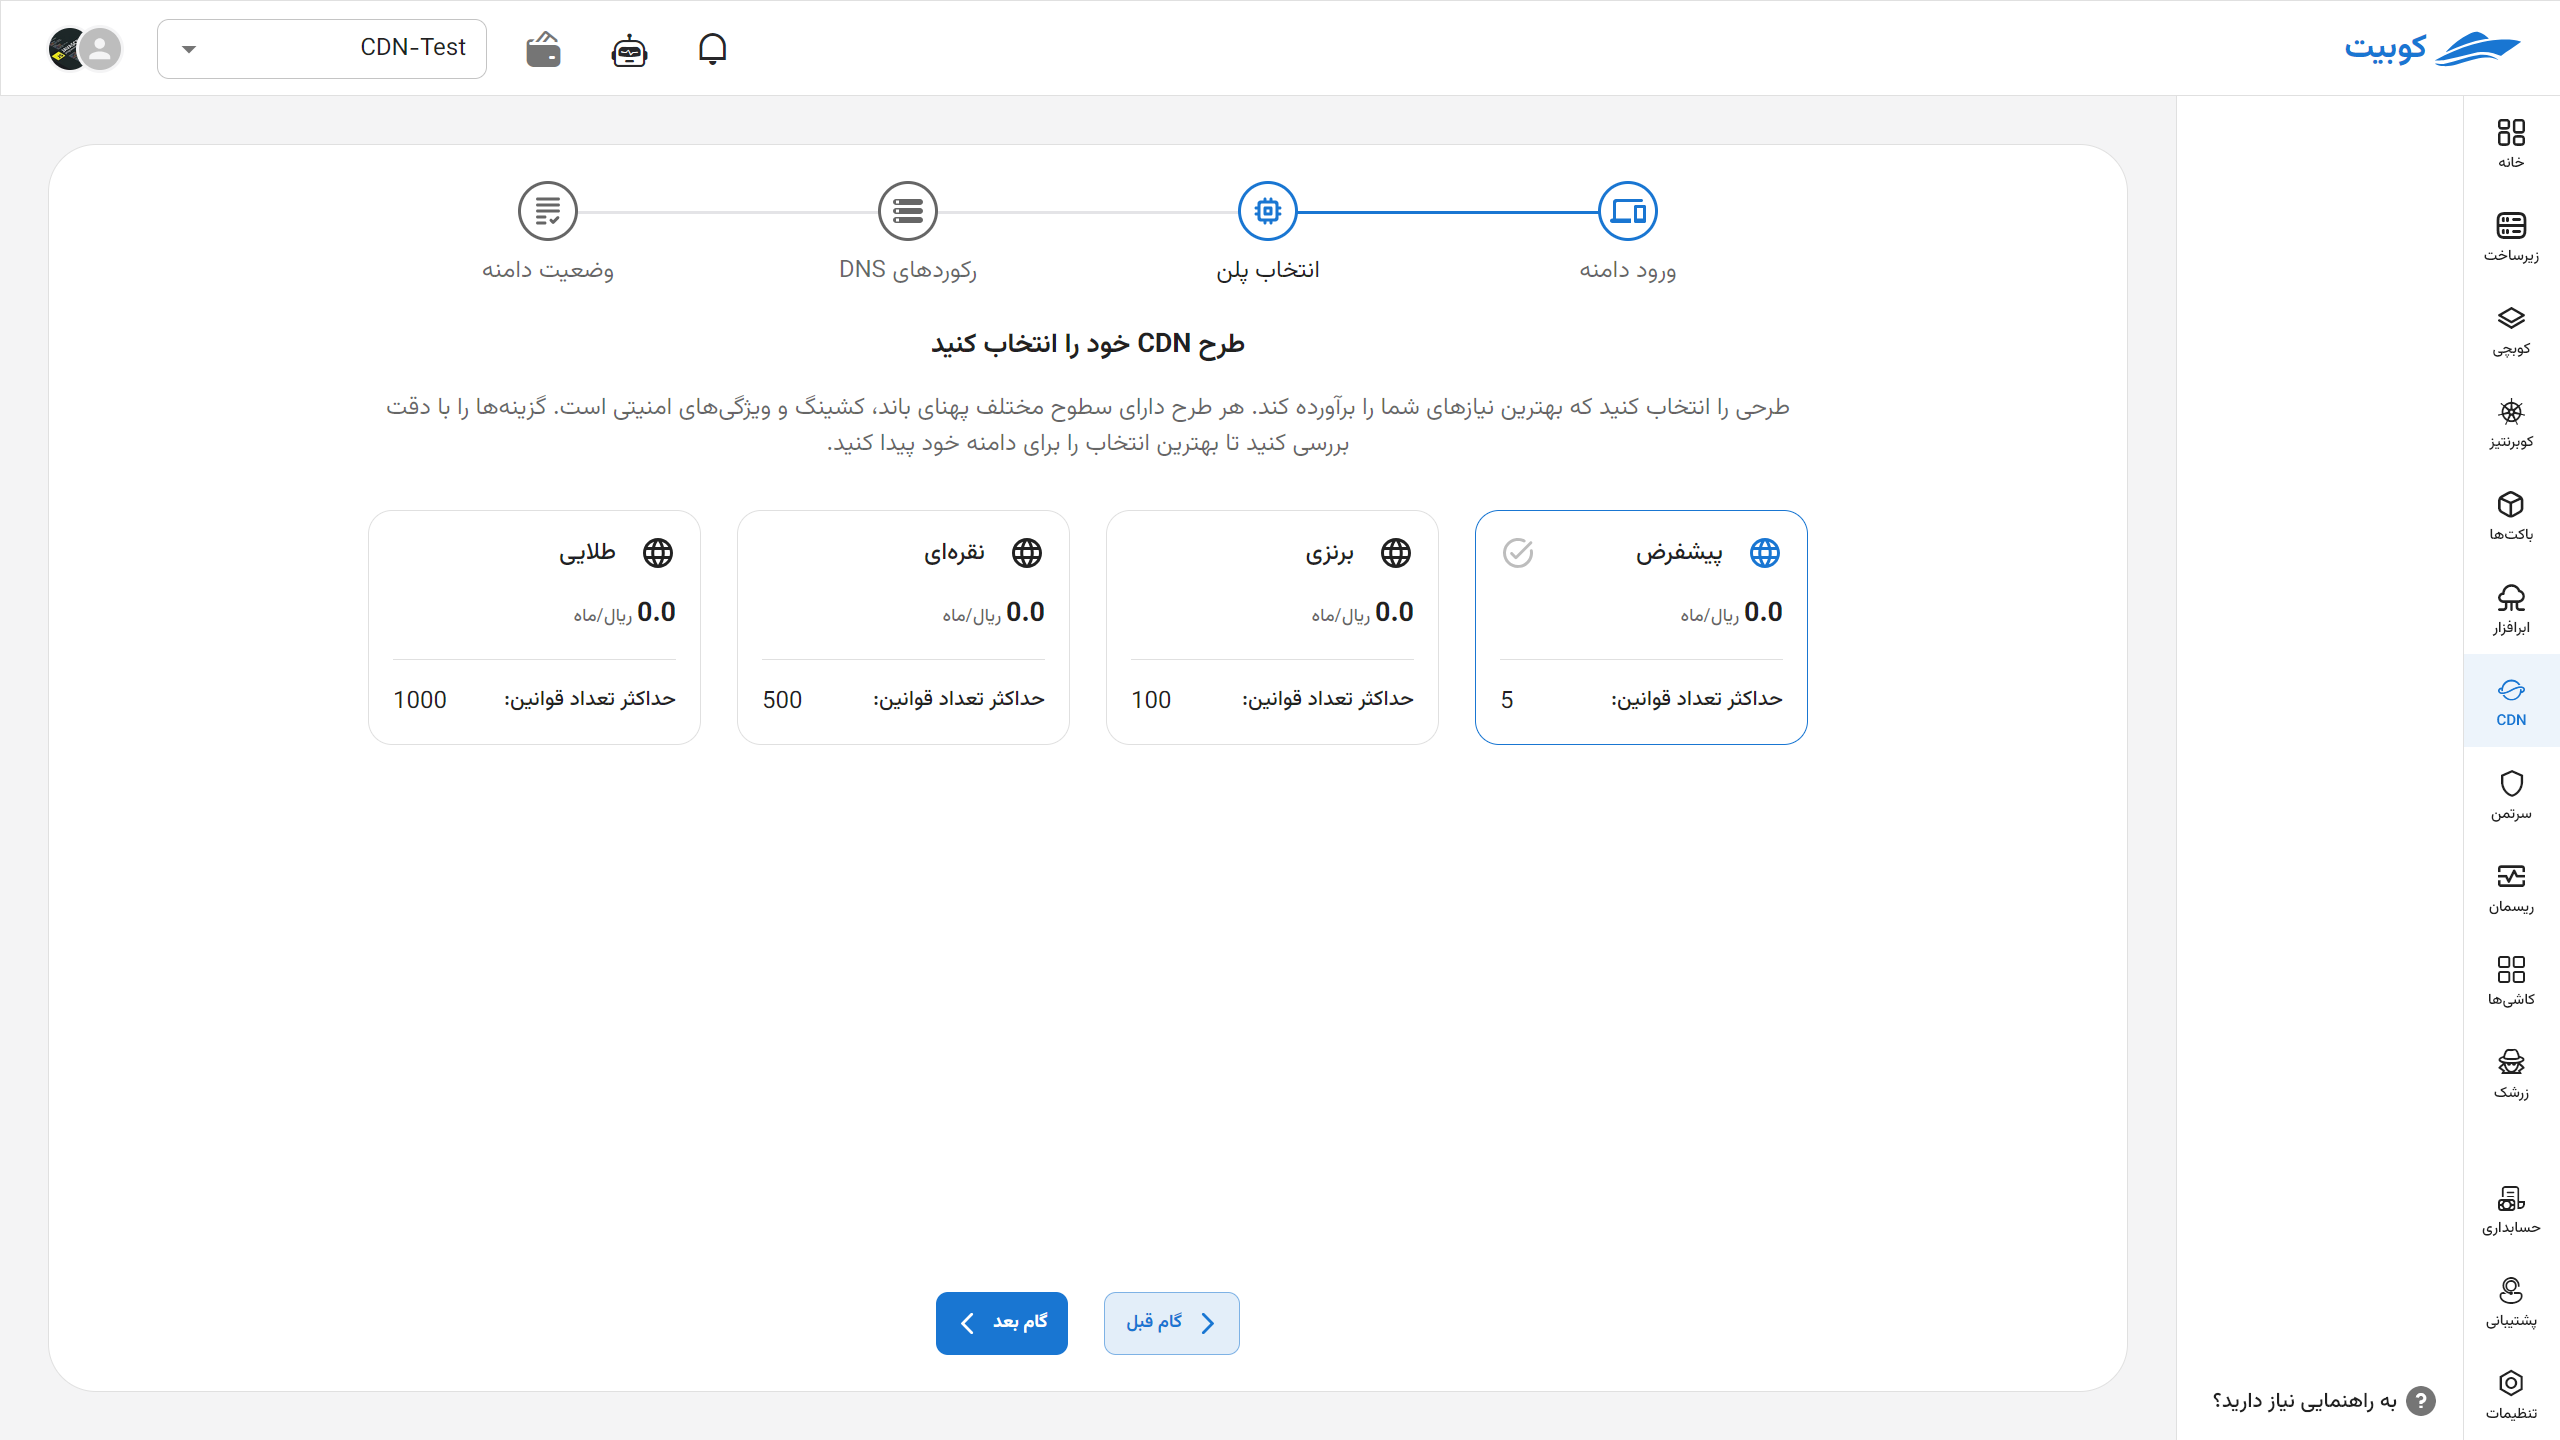 کوبیت
CDN-Test
خانه
زیرساخت
کوبچی
کوبرنتیز
باکت‌ها
ابرافزار
CDN
سرتمن
ریسمان
کاشی‌ها
زرشک
حسابداری
پشتیبانی
تنظیمات
به راهنمایی نیاز دارید؟
ورود دامنه
انتخاب پلن
رکوردهای DNS
وضعیت دامنه
طرح CDN خود را انتخاب کنید
طرحی را انتخاب کنید که بهترین نیازهای شما را برآورده کند. هر طرح دارای سطوح مختلف پهنای باند، کشینگ و ویژگی‌های امنیتی است. گزینه‌ها را با دقت
بررسی کنید تا بهترین انتخاب را برای دامنه خود پیدا کنید.
پیشفرض
0.0 ریال/ماه
حداکثر تعداد قوانین: 5
برنزی
0.0 ریال/ماه
حداکثر تعداد قوانین: 100
نقره‌ای
0.0 ریال/ماه
حداکثر تعداد قوانین: 500
طلایی
0.0 ریال/ماه
حداکثر تعداد قوانین: 1000
گام قبل
گام بعد